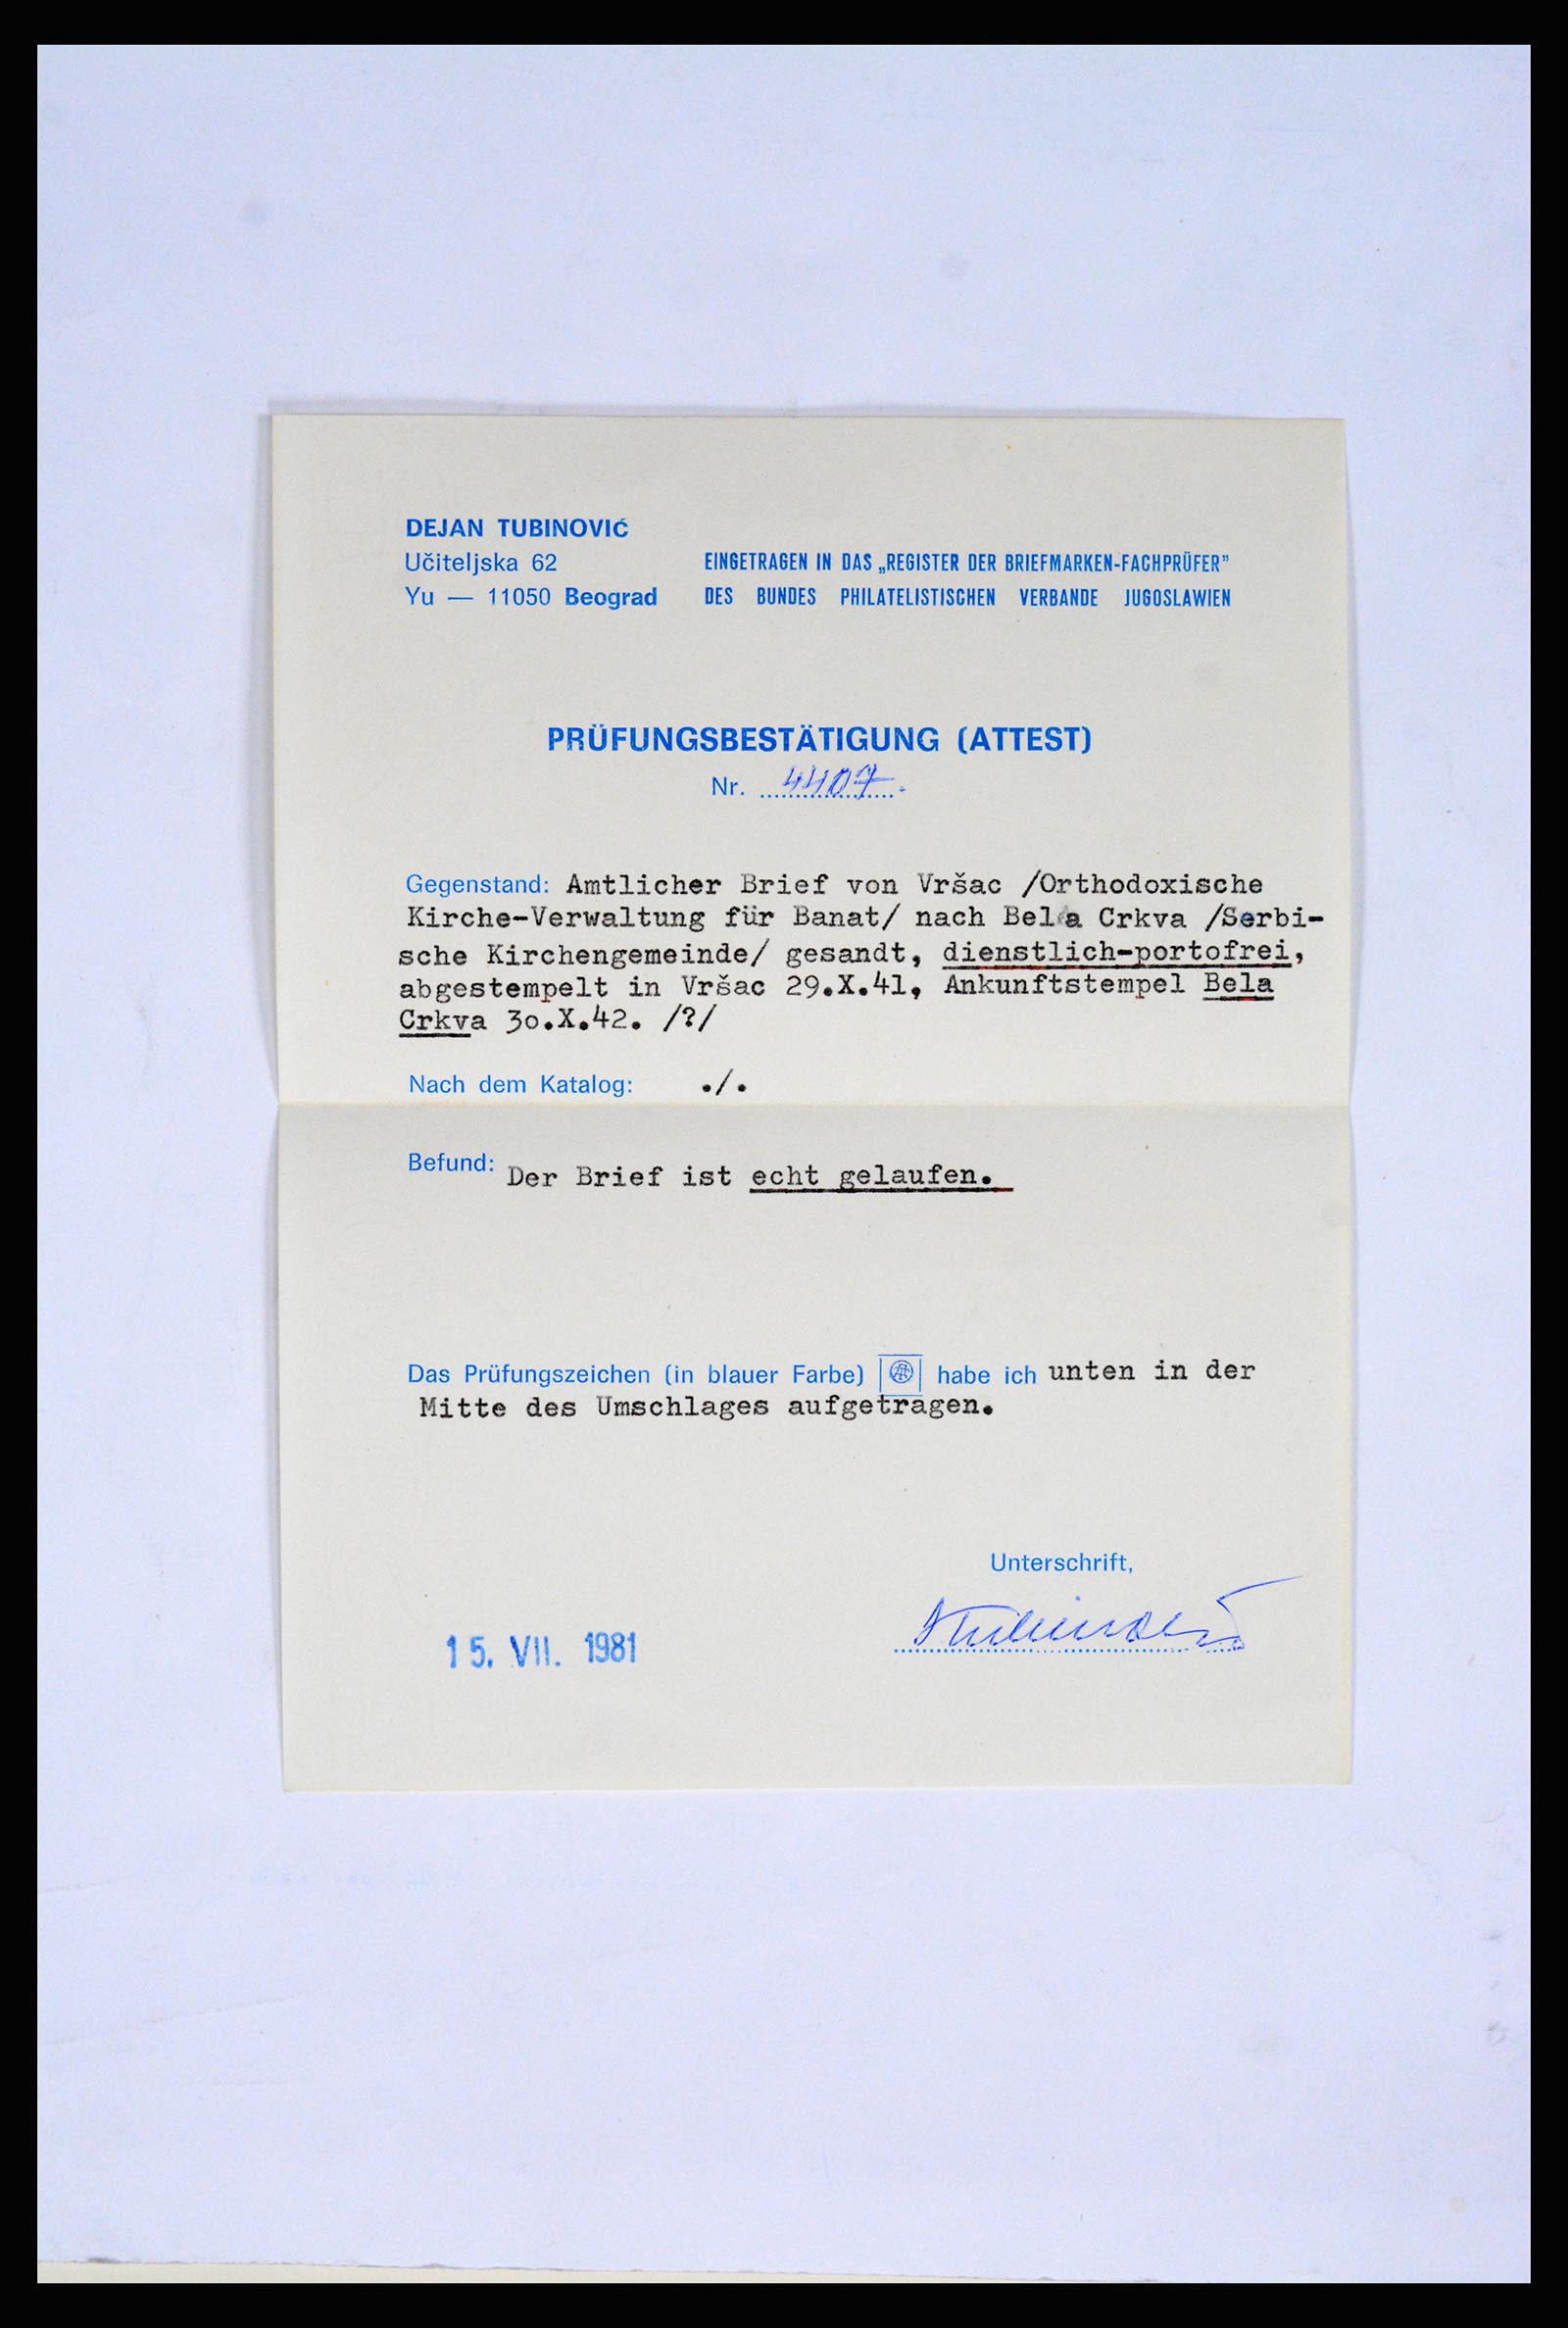 DEJAN TUBINOVIĆ
Učiteljska 62
Yu — 11050 Beograd
EINGETRAGEN IN DAS „REGISTER DER BRIEFMARKEN-FACHPRÜFER”
DES BUNDES PHILATELISTISCHEN VERBANDE JUGOSLAWIEN
PRÜFUNGSBESTÄTIGUNG (ATTEST)
Nr. 4407.
Gegenstand: Amtlicher Brief von Vršac /Orthodoxische
Kirche-Verwaltung für Banat/ nach Bela Crkva /Serbi-
sche Kirchengemeinde/ gesandt, dienstlich-portofrei,
abgestempelt in Vršac 29.X.41, Ankunftstempel Bela
Crkva 3o.X.42. /?/
Nach dem Katalog: ./.
Befund: Der Brief ist echt gelaufen.
Das Prüfungszeichen (in blauer Farbe) habe ich unten in der
Mitte des Umschlages aufgetragen.
Unterschrift,
15. VII. 1981